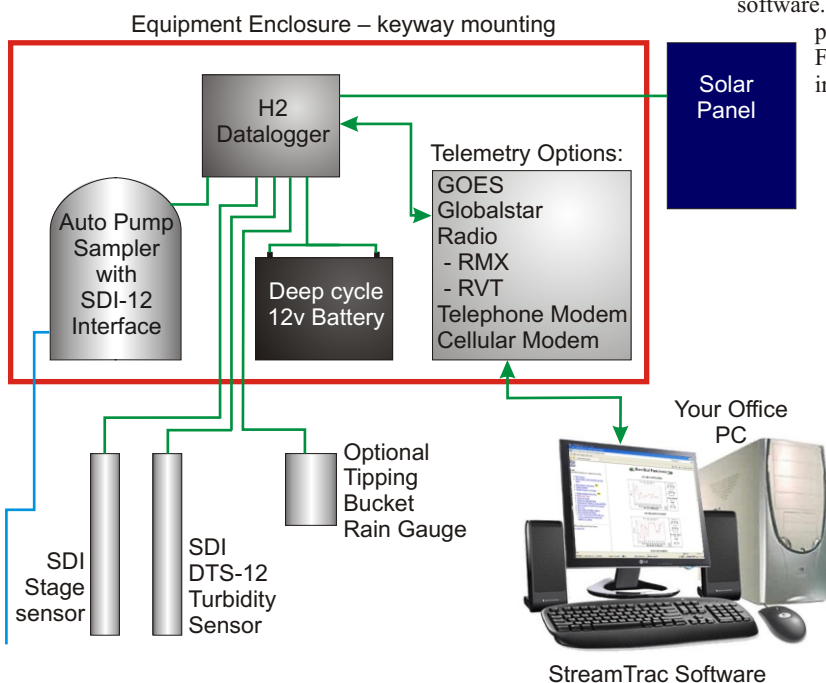 software.
p
F
in
Equipment Enclosure – keyway mounting
H2
Datalogger
Solar
Panel
Telemetry Options:
GOES
Globalstar
Radio
- RMX
- RVT
Telephone Modem
Cellular Modem
Auto Pump
Sampler
with
SDI-12
Interface
Deep cycle
12v Battery
Your Office
PC
Optional
Tipping
Bucket
Rain Gauge
SDI
Stage
sensor
SDI
DTS-12
Turbidity
Sensor
StreamTrac Software